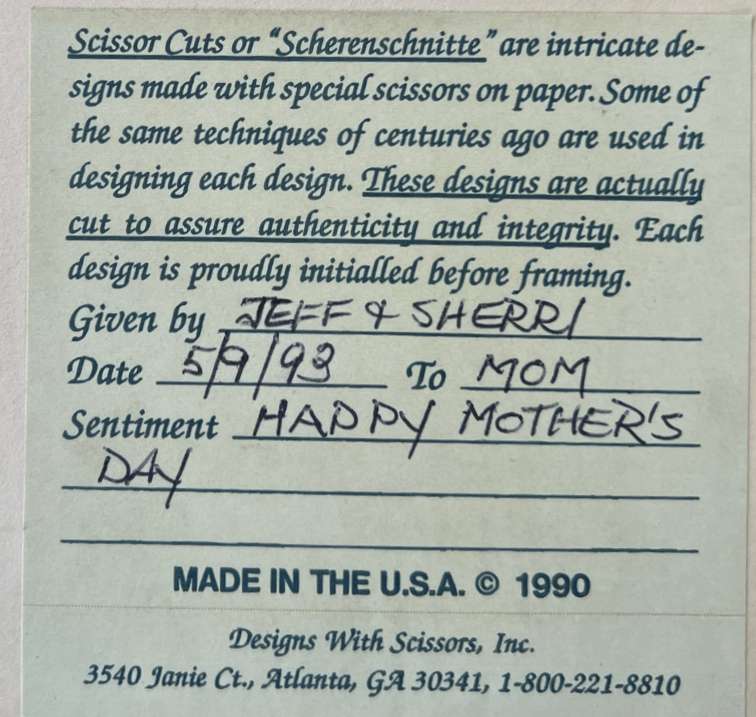 Scissor Cuts or "Scherenschnitte" are intricate de-
signs made with special scissors on paper. Some of
the same techniques of centuries ago are used in
designing each design. These designs are actually
cut to assure authenticity and integrity. Each
design is proudly initialled before framing.
Given by JEFF & SHERRI
Date 5/9/93 To MOM
Sentiment HAPPY MOTHER'S
DAY
MADE IN THE U.S.A. © 1990
Designs With Scissors, Inc.
3540 Janie Ct., Atlanta, GA 30341, 1-800-221-8810